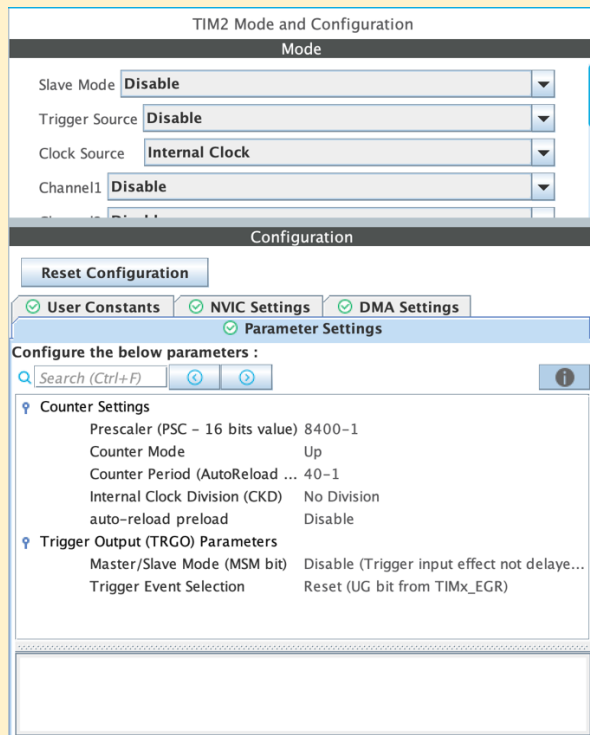 TIM2 Mode and Configuration
Mode
Slave Mode Disable
Trigger Source Disable
Clock Source Internal Clock
Channel1 Disable
Configuration
Reset Configuration
User Constants NVIC Settings DMA Settings
Parameter Settings
Configure the below parameters :
Search (Ctrl+F)
Counter Settings
Prescaler (PSC - 16 bits value) 8400-1
Counter Mode Up
Counter Period (AutoReload ... 40-1
Internal Clock Division (CKD) No Division
auto-reload preload Disable
Trigger Output (TRGO) Parameters
Master/Slave Mode (MSM bit) Disable (Trigger input effect not delaye...
Trigger Event Selection Reset (UG bit from TIMx_EGR)